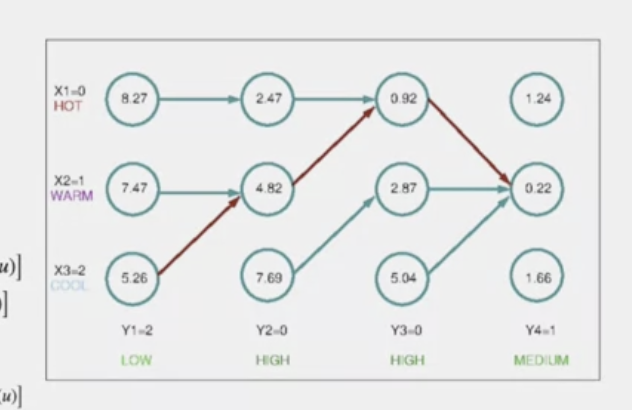 X1=0
HOT
8.27 2.47 0.92 1.24
X2=1
WARM
7.47 4.82 2.87 0.22
X3=2
COOL
5.26 7.69 5.04 1.66
Y1=2 Y2=0 Y3=0 Y4=1
LOW HIGH HIGH MEDIUM
u)]
)]
(u)]